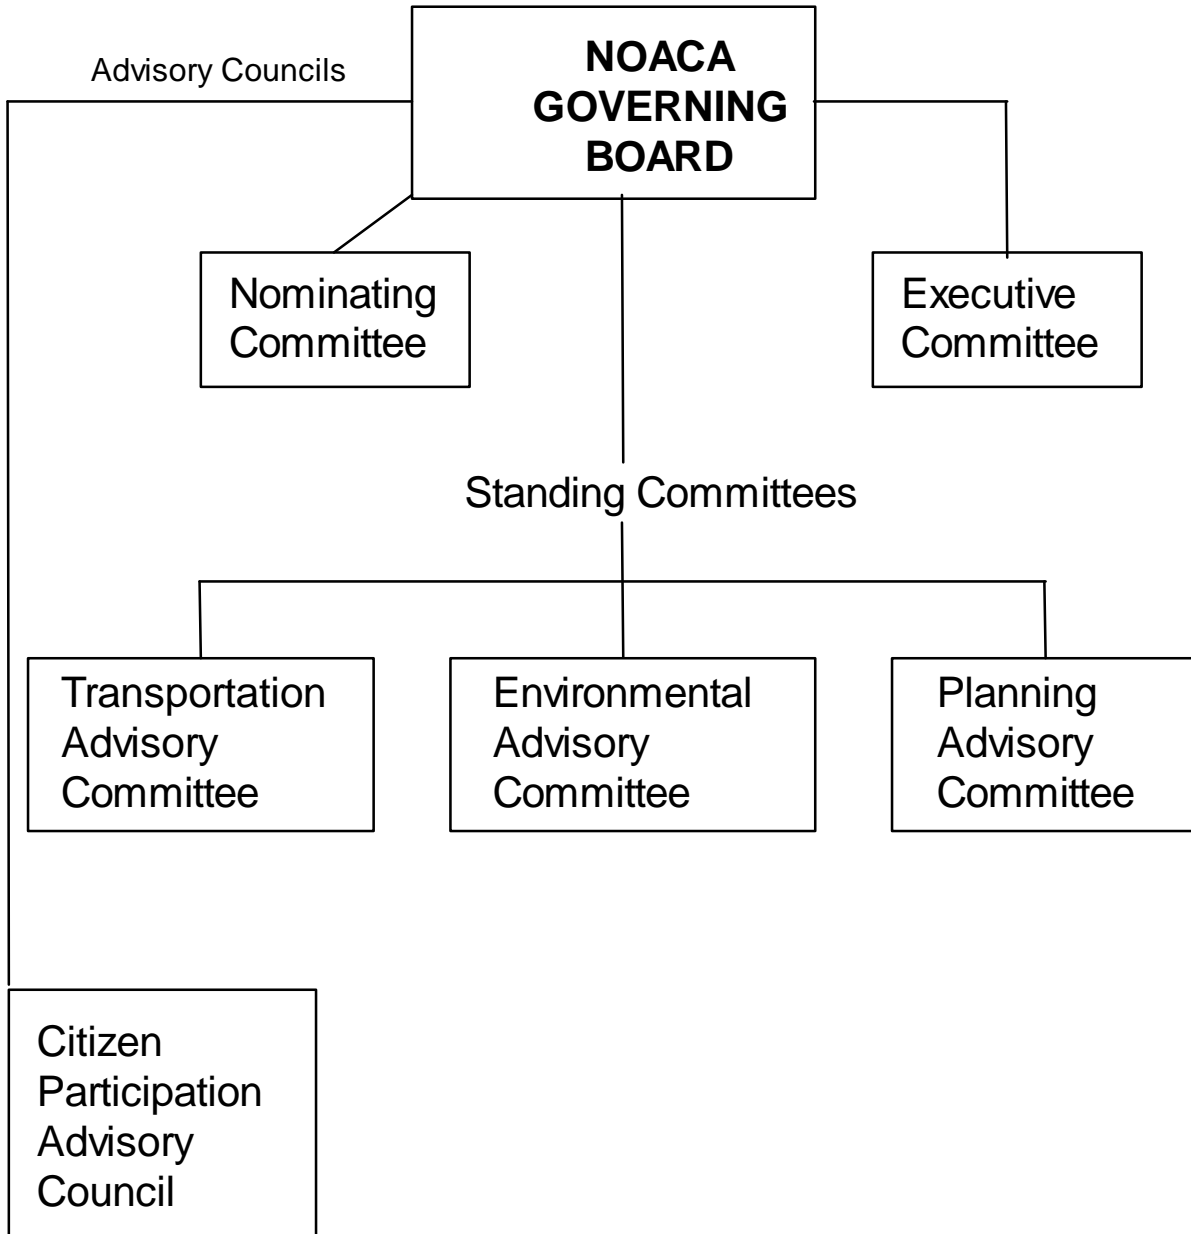 Advisory Councils
NOACA
GOVERNING
BOARD
Nominating
Committee
Executive
Committee
Standing Committees
Transportation
Advisory
Committee
Environmental
Advisory
Committee
Planning
Advisory
Committee
Citizen
Participation
Advisory
Council